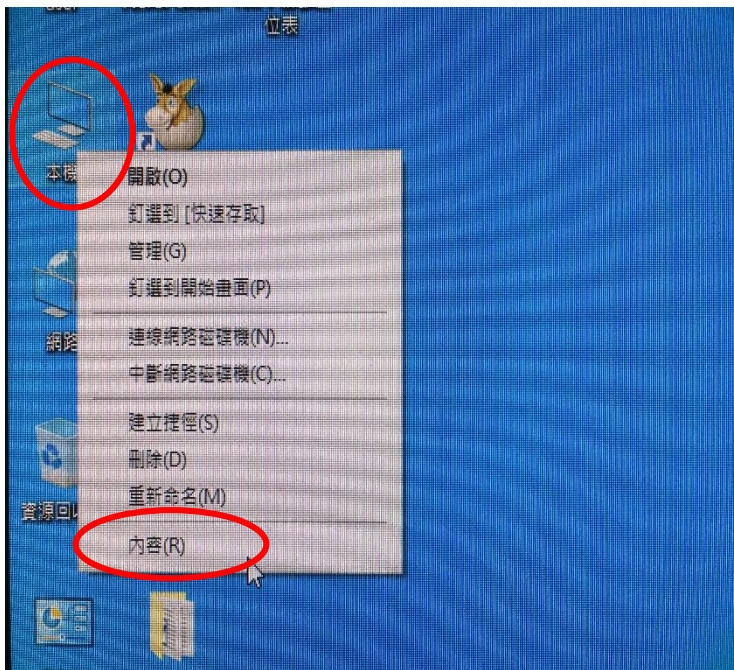 位表
本機
開啟(O)
釘選到 [快速存取]
管理(G)
釘選到開始畫面(P)
網路
連線網路磁碟機(N)...
中斷網路磁碟機(C)...
建立捷徑(S)
刪除(D)
重新命名(M)
資源回
內容(R)